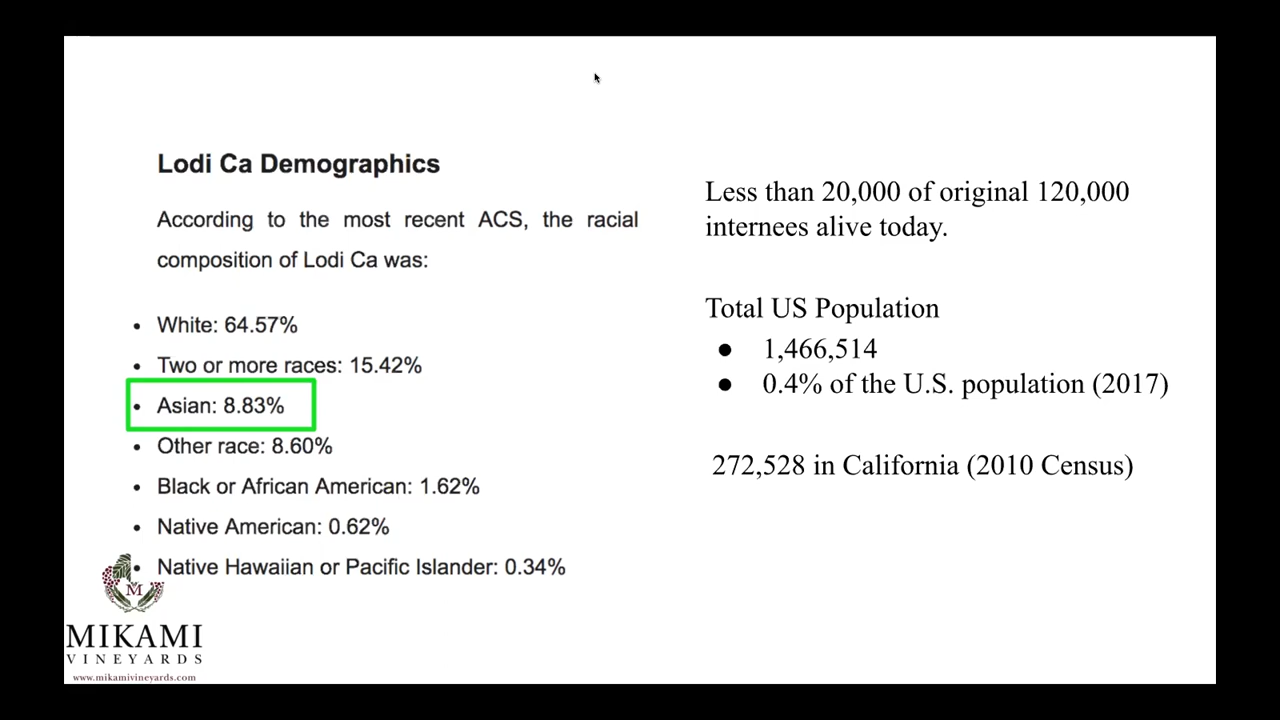 Lodi Ca Demographics
According to the most recent ACS, the racial
composition of Lodi Ca was:
• White: 64.57%
• Two or more races: 15.42%
• Asian: 8.83%
• Other race: 8.60%
• Black or African American: 1.62%
• Native American: 0.62%
• Native Hawaiian or Pacific Islander: 0.34%
Less than 20,000 of original 120,000
internees alive today.
Total US Population
● 1,466,514
● 0.4% of the U.S. population (2017)
272,528 in California (2010 Census)
M
MIKAMI
VINEYARDS
www.mikamivineyards.com